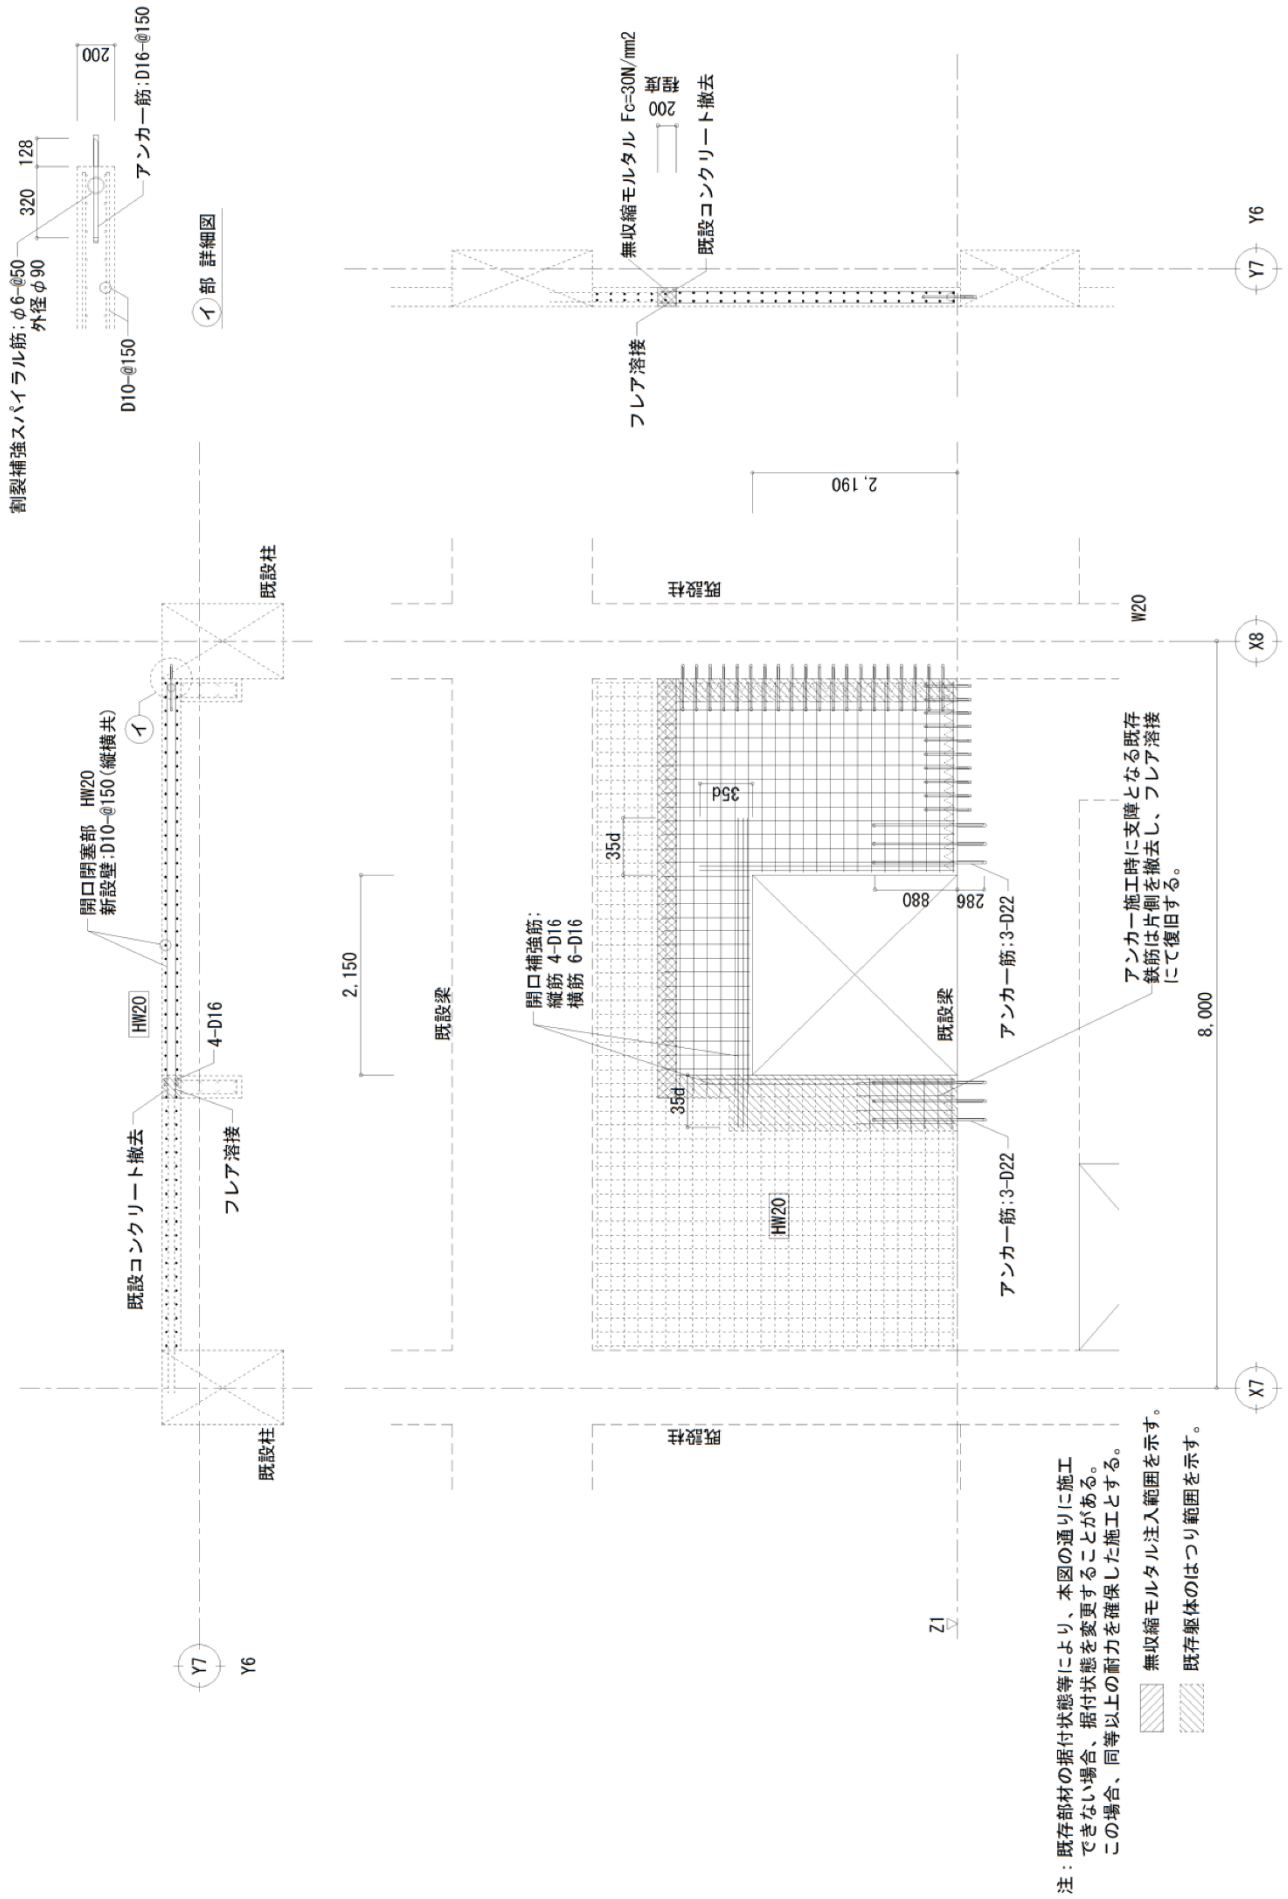 割裂補強スパイラル筋;φ6-@50
外径φ90
320
128
200
D10-@150
アンカー筋;D16-@150
イ 部 詳細図
既設柱
既設コンクリート撤去
フレア溶接
4-D16
HW20
開口閉塞部 HW20
新設壁;D10-@150(縦横共)
イ
既設柱
Y7
Y6
2,150
既設梁
既設柱
既設柱
開口補強筋;
縦筋 4-D16
横筋 6-D16
35d
35d
35d
HW20
2,190
880
286
既設梁
アンカー筋;3-D22
アンカー筋;3-D22
アンカー施工時に支障となる既存
鉄筋は片側を撤去し、フレア溶接
にて復旧する。
W20
Z1
8,000
X7
X8
フレア溶接
無収縮モルタル Fc=30N/mm2
200
程度
既設コンクリート撤去
Y7
Y6
注:既存部材の据付状態等により、本図の通りに施工
できない場合、据付状態を変更することがある。
この場合、同等以上の耐力を確保した施工とする。
無収縮モルタル注入範囲を示す。
既存躯体のはつり範囲を示す。